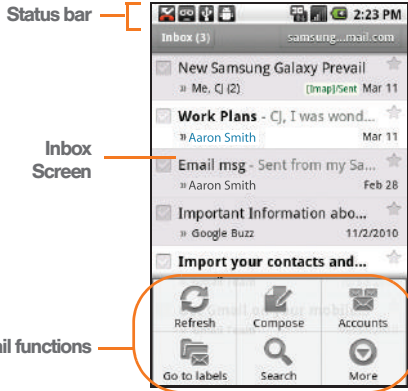 Status bar
2:23 PM
Inbox (3) samsung...mail.com
New Samsung Galaxy Prevail
» Me, CJ (2) [Imap]/Sent Mar 11
Work Plans - CJ, I was wond...
» Aaron Smith Mar 11
Inbox
Screen
Email msg - Sent from my Sa...
» Aaron Smith Feb 28
Important Information abo...
» Google Buzz 11/2/2010
Import your contacts and...
Refresh Compose Accounts
ail functions
Go to labels Search More